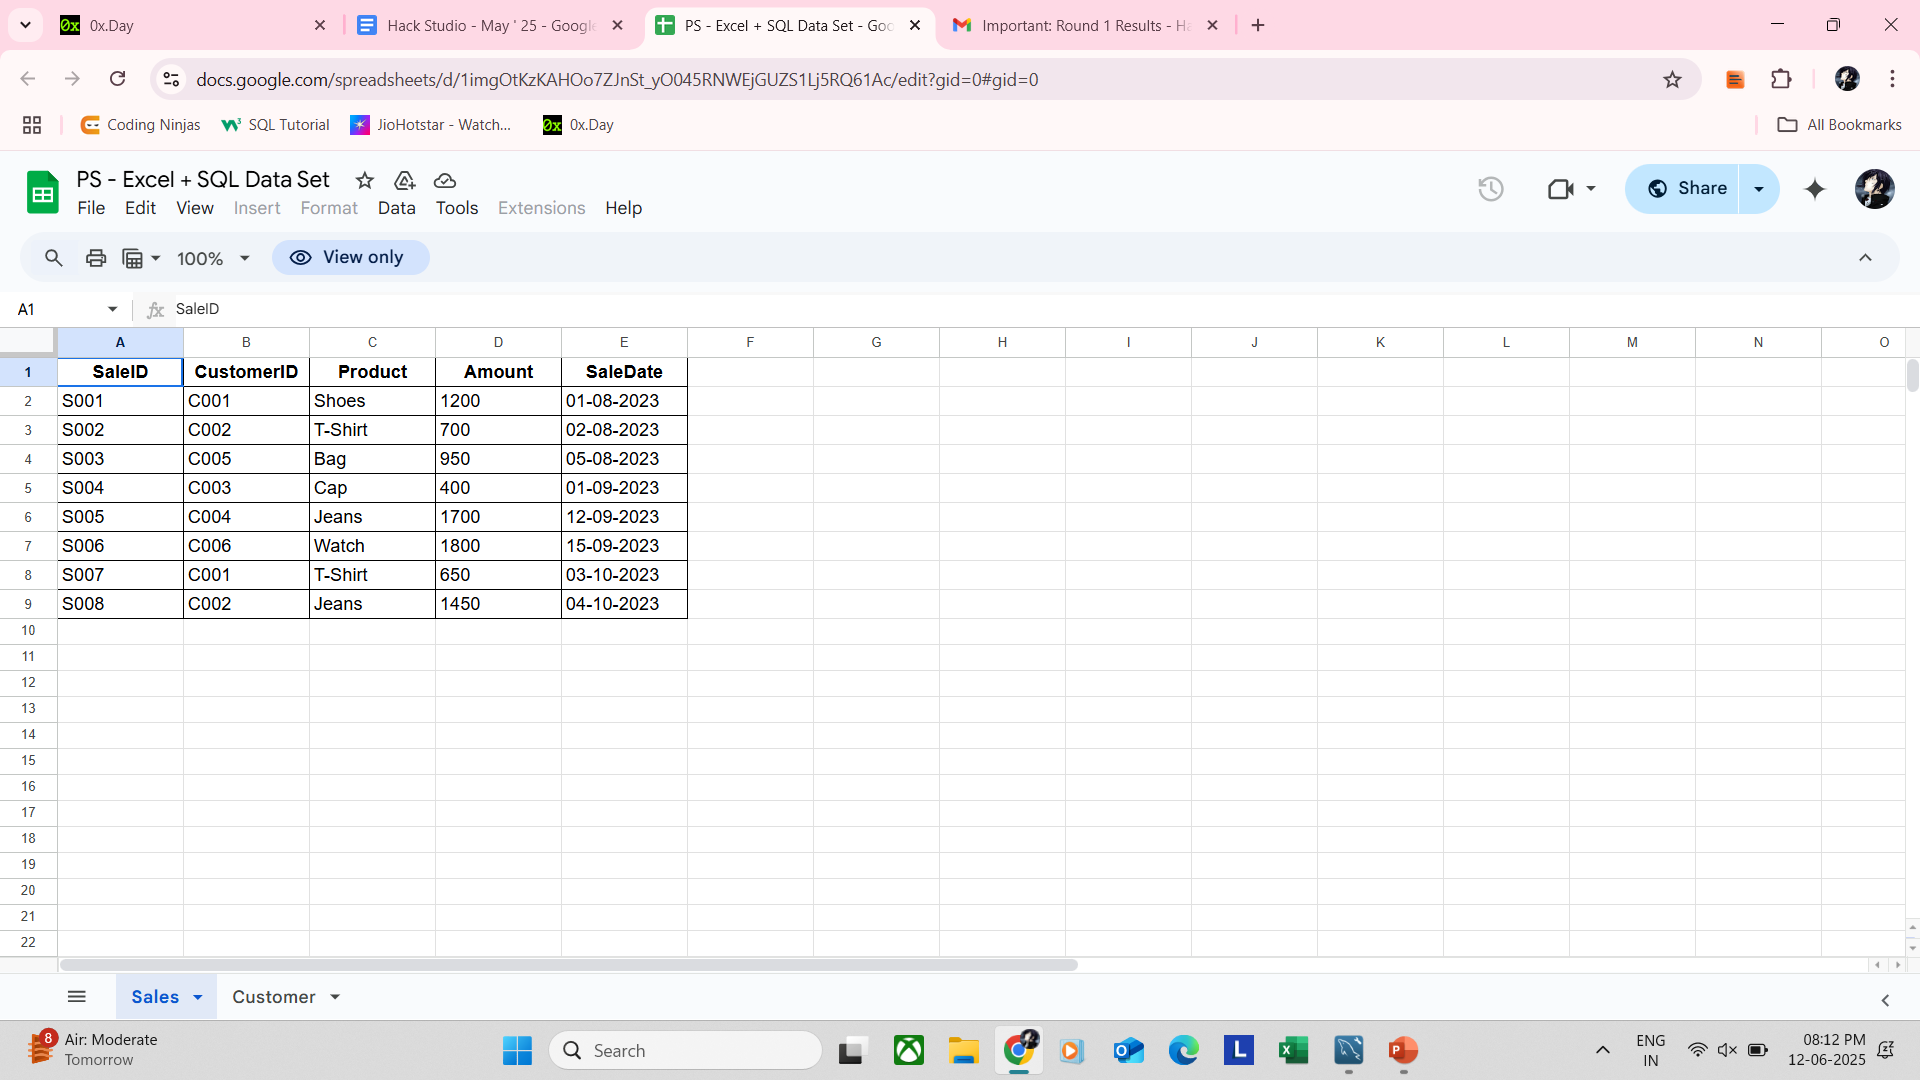 0x.Day
Hack Studio - May ' 25 - Google
PS - Excel + SQL Data Set - Goo
Important: Round 1 Results - Ha
docs.google.com/spreadsheets/d/1imgOtKzKAHOo7ZJnSt_yO045RNWEjGUZS1Lj5RQ61Ac/edit?gid=0#gid=0
Coding Ninjas
SQL Tutorial
JioHotstar - Watch...
0x.Day
All Bookmarks
PS - Excel + SQL Data Set
File Edit View Insert Format Data Tools Extensions Help
Share
100%
View only
A1
SaleID
A B C D E F G H I J K L M N O
1 SaleID CustomerID Product Amount SaleDate
2 S001 C001 Shoes 1200 01-08-2023
3 S002 C002 T-Shirt 700 02-08-2023
4 S003 C005 Bag 950 05-08-2023
5 S004 C003 Cap 400 01-09-2023
6 S005 C004 Jeans 1700 12-09-2023
7 S006 C006 Watch 1800 15-09-2023
8 S007 C001 T-Shirt 650 03-10-2023
9 S008 C002 Jeans 1450 04-10-2023
10
11
12
13
14
15
16
17
18
19
20
21
22
Sales Customer
8
Air: Moderate
Tomorrow
Search
ENG
IN
08:12 PM
12-06-2025